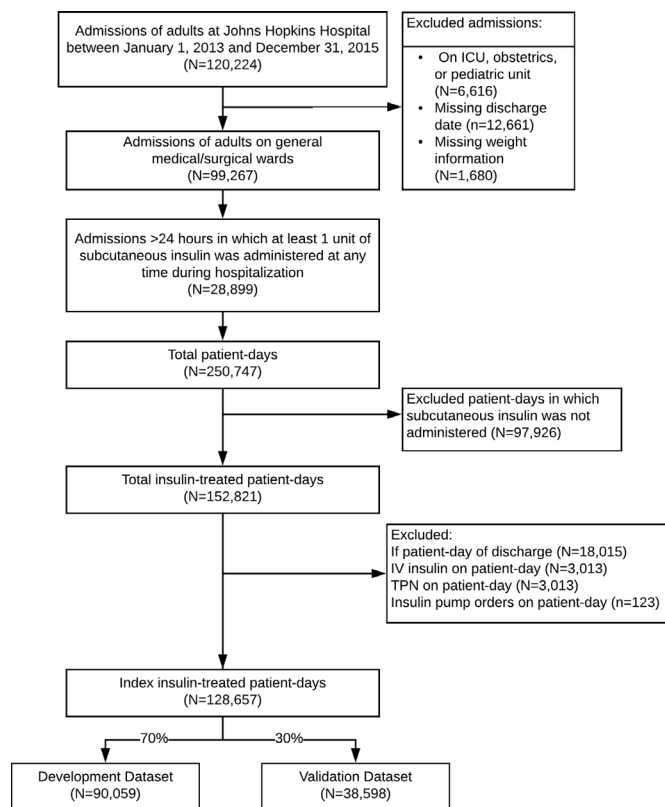 Admissions of adults at Johns Hopkins Hospital
between January 1, 2013 and December 31, 2015
(N=120,224)
Excluded admissions:
• On ICU, obstetrics,
or pediatric unit
(N=6,616)
• Missing discharge
date (n=12,661)
• Missing weight
information
(N=1,680)
Admissions of adults on general
medical/surgical wards
(N=99,267)
Admissions >24 hours in which at least 1 unit of
subcutaneous insulin was administered at any
time during hospitalization
(N=28,899)
Total patient-days
(N=250,747)
Excluded patient-days in which
subcutaneous insulin was not
administered (N=97,926)
Total insulin-treated patient-days
(N=152,821)
Excluded:
If patient-day of discharge (N=18,015)
IV insulin on patient-day (N=3,013)
TPN on patient-day (N=3,013)
Insulin pump orders on patient-day (n=123)
Index insulin-treated patient-days
(N=128,657)
70%
30%
Development Dataset
(N=90,059)
Validation Dataset
(N=38,598)